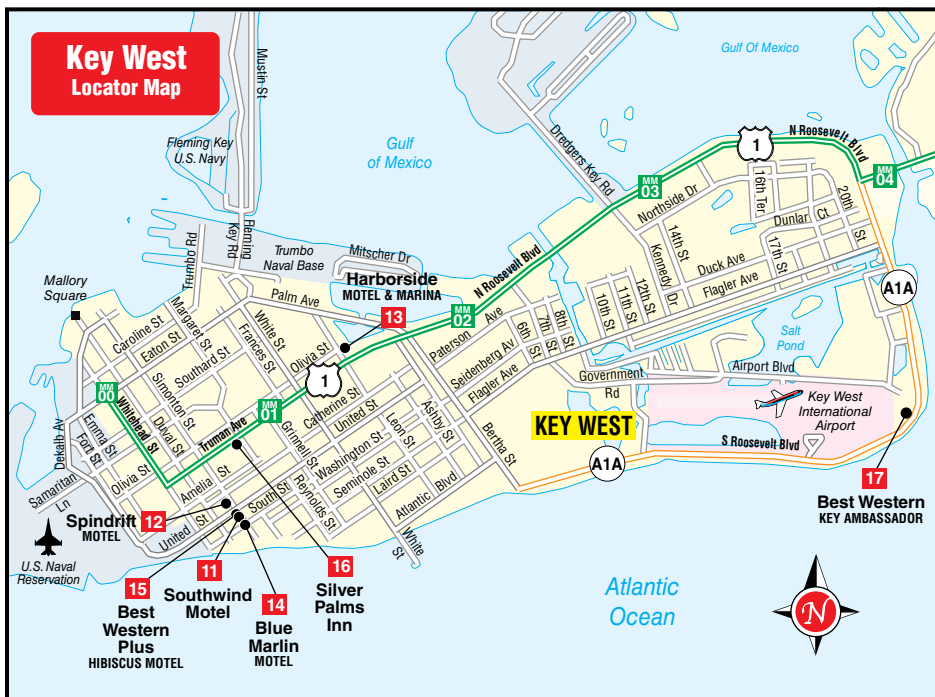 Key West
Locator Map
Mustin St
Gulf Of Mexico
Fleming Key
U.S. Navy
Gulf
of Mexico
Dredgers Key Rd
1
N Roosevelt Blvd
MM
04
MM
03
Northside Dr
16th Ter.
20th St
Dunlar Ct
14th St
17th St
Kennedy Dr
Duck Ave
Flagler Ave
A1A
Trumbo Rd
Fleming
Key Rd
Trumbo
Naval Base
Mitscher Dr
N Roosevelt Blvd
Mallory
Square
Palm Ave
Harborside
MOTEL & MARINA
13
MM
02
10th St
11th St
12th St
Salt
Pond
Caroline St
Eaton St
Margaret St
Southard St
White St
Frances St
Olivia St
1
Paterson Ave
6th St
7th St
8th St
Seidenberg Av
Flagler Ave
Government
Rd
Airport Blvd
MM
00
Whitehead St
Simonton St
Duval St
MM
01
Truman Ave
Catherine St
United St
Grinnell St
Ashby St
Leon St
Bertha St
KEY WEST
Key West
International
Airport
S Roosevelt Blvd
A1A
Dekalb Av
Emma St
Fort St
Olivia St
Amelia St
Washington St
Seminole St
Laird St
Atlantic Blvd
South St
Reynolds St
United St
White St
Samaritan
Ln
Spindrift
MOTEL
12
U.S. Naval
Reservation
17
Best Western
KEY AMBASSADOR
15
Best
Western
Plus
HIBISCUS MOTEL
11
Southwind
Motel
14
Blue
Marlin
MOTEL
16
Silver
Palms
Inn
Atlantic
Ocean
N